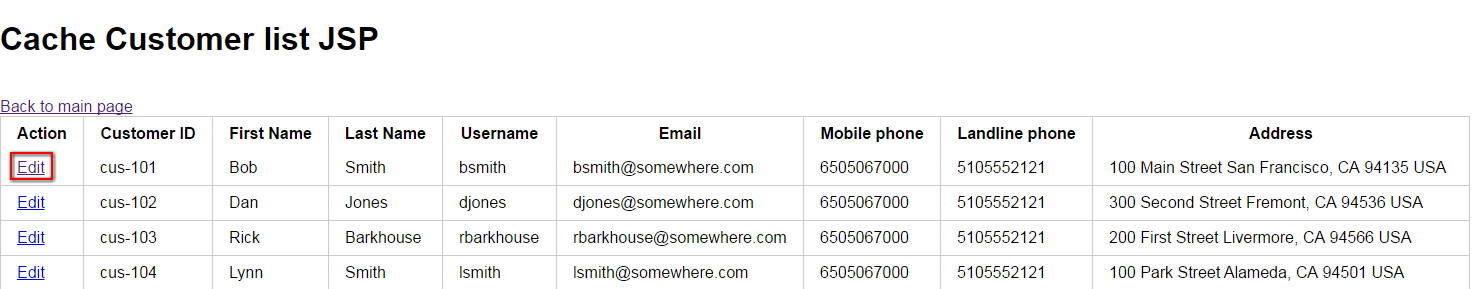 Cache Customer list JSP
Back to main page
Action Customer ID First Name Last Name Username Email Mobile phone Landline phone Address
Edit cus-101 Bob Smith bsmith bsmith@somewhere.com 6505067000 5105552121 100 Main Street San Francisco, CA 94135 USA
Edit cus-102 Dan Jones djones djones@somewhere.com 6505067000 5105552121 300 Second Street Fremont, CA 94536 USA
Edit cus-103 Rick Barkhouse rbarkhouse rbarkhouse@somewhere.com 6505067000 5105552121 200 First Street Livermore, CA 94566 USA
Edit cus-104 Lynn Smith lsmith lsmith@somewhere.com 6505067000 5105552121 100 Park Street Alameda, CA 94501 USA